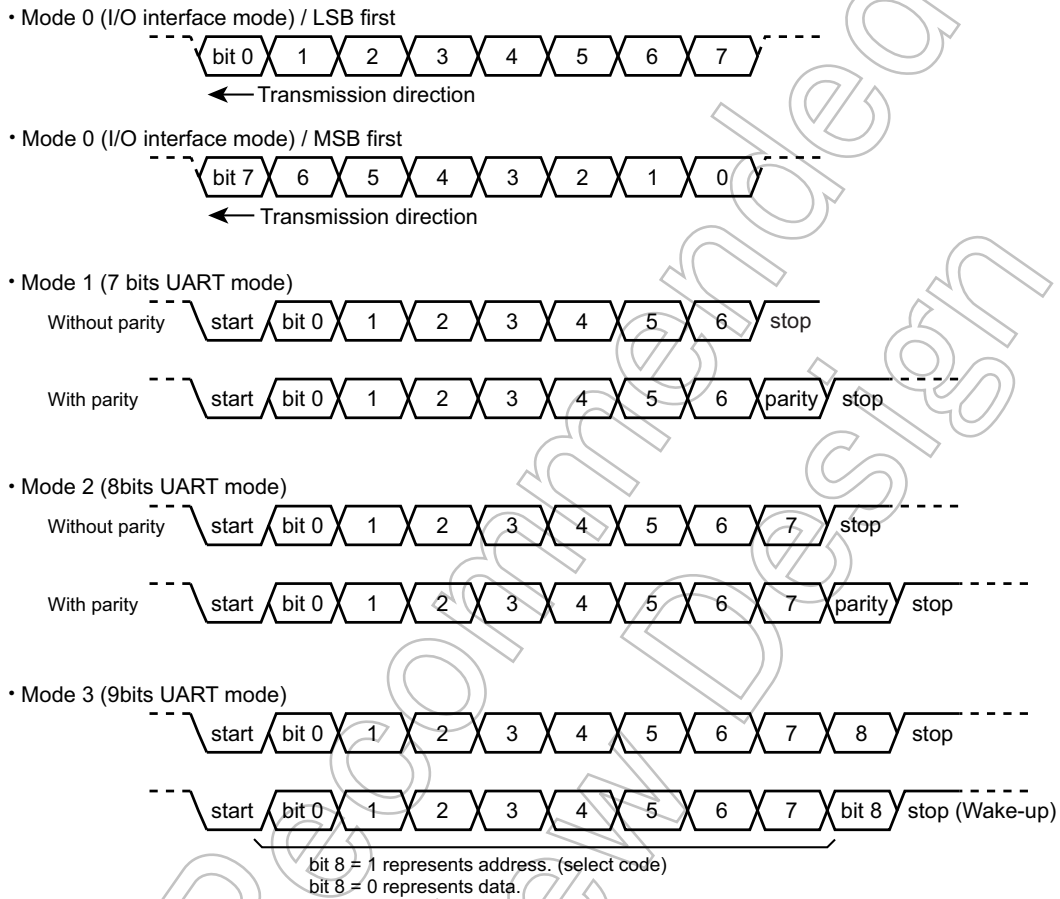 ・Mode 0 (I/O interface mode) / LSB first
bit 0 1 2 3 4 5 6 7
Transmission direction
・Mode 0 (I/O interface mode) / MSB first
bit 7 6 5 4 3 2 1 0
Transmission direction
・Mode 1 (7 bits UART mode)
Without parity start bit 0 1 2 3 4 5 6 stop
With parity start bit 0 1 2 3 4 5 6 parity stop
・Mode 2 (8bits UART mode)
Without parity start bit 0 1 2 3 4 5 6 7 stop
With parity start bit 0 1 2 3 4 5 6 7 parity stop
・Mode 3 (9bits UART mode)
start bit 0 1 2 3 4 5 6 7 8 stop
start bit 0 1 2 3 4 5 6 7 bit 8 stop (Wake-up)
bit 8 = 1 represents address. (select code)
bit 8 = 0 represents data.
Recommended
Design